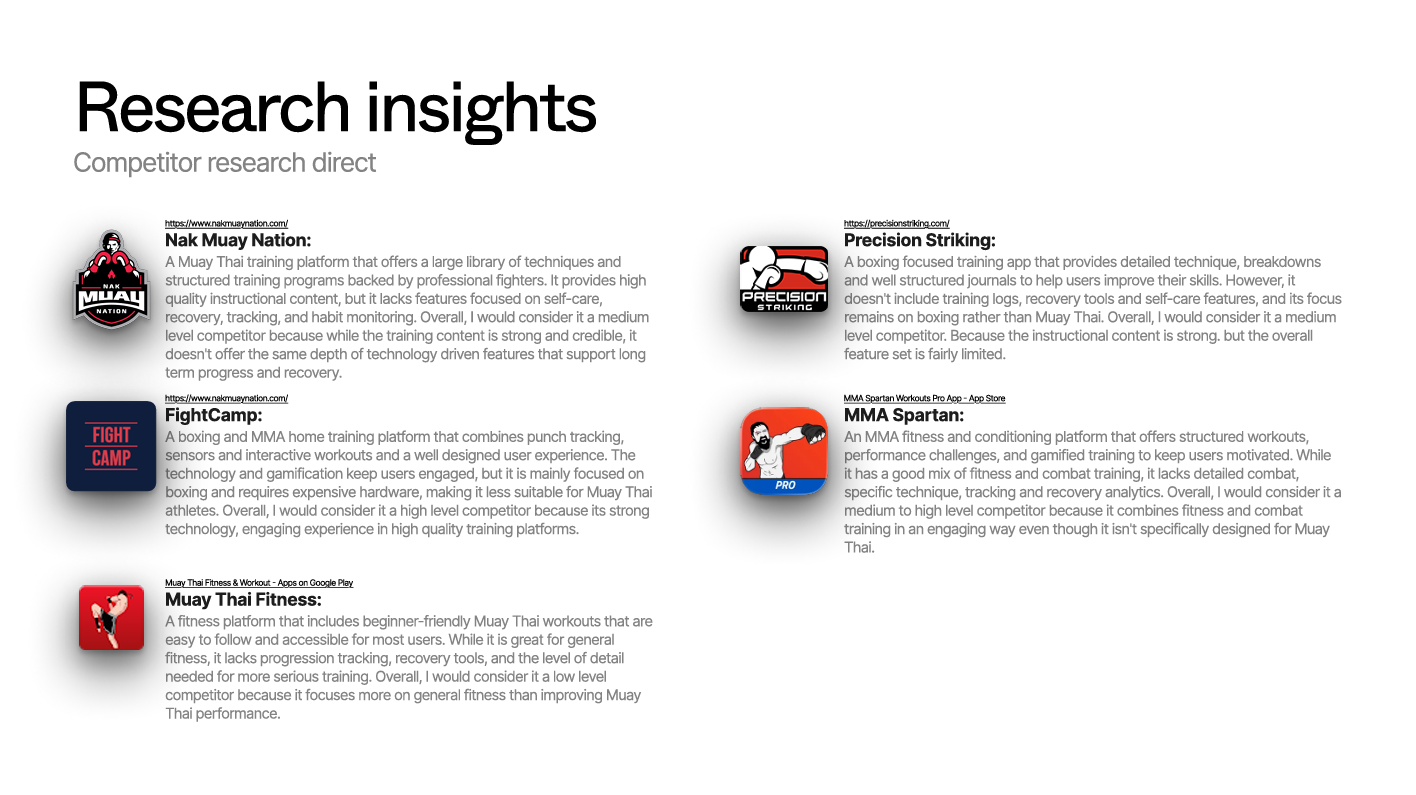 Research insights
Competitor research direct
https://www.nakmuaynation.com/
Nak Muay Nation:
A Muay Thai training platform that offers a large library of techniques and
structured training programs backed by professional fighters. It provides high
quality instructional content, but it lacks features focused on self-care,
recovery, tracking, and habit monitoring. Overall, I would consider it a medium
level competitor because while the training content is strong and credible, it
doesn't offer the same depth of technology driven features that support long
term progress and recovery.
NAK
MUAY
NATION
https://www.nakmuaynation.com/
FightCamp:
A boxing and MMA home training platform that combines punch tracking,
sensors and interactive workouts and a well designed user experience. The
technology and gamification keep users engaged, but it is mainly focused on
boxing and requires expensive hardware, making it less suitable for Muay Thai
athletes. Overall, I would consider it a high level competitor because its strong
technology, engaging experience in high quality training platforms.
FIGHT
CAMP
Muay Thai Fitness & Workout - Apps on Google Play
Muay Thai Fitness:
A fitness platform that includes beginner-friendly Muay Thai workouts that are
easy to follow and accessible for most users. While it is great for general
fitness, it lacks progression tracking, recovery tools, and the level of detail
needed for more serious training. Overall, I would consider it a low level
competitor because it focuses more on general fitness than improving Muay
Thai performance.
https://precisionstriking.com/
Precision Striking:
A boxing focused training app that provides detailed technique, breakdowns
and well structured journals to help users improve their skills. However, it
doesn't include training logs, recovery tools and self-care features, and its focus
remains on boxing rather than Muay Thai. Overall, I would consider it a medium
level competitor. Because the instructional content is strong. but the overall
feature set is fairly limited.
PRECISION
STRIKING
MMA Spartan Workouts Pro App - App Store
MMA Spartan:
An MMA fitness and conditioning platform that offers structured workouts,
performance challenges, and gamified training to keep users motivated. While
it has a good mix of fitness and combat training, it lacks detailed combat,
specific technique, tracking and recovery analytics. Overall, I would consider it a
medium to high level competitor because it combines fitness and combat
training in an engaging way even though it isn't specifically designed for Muay
Thai.
PRO